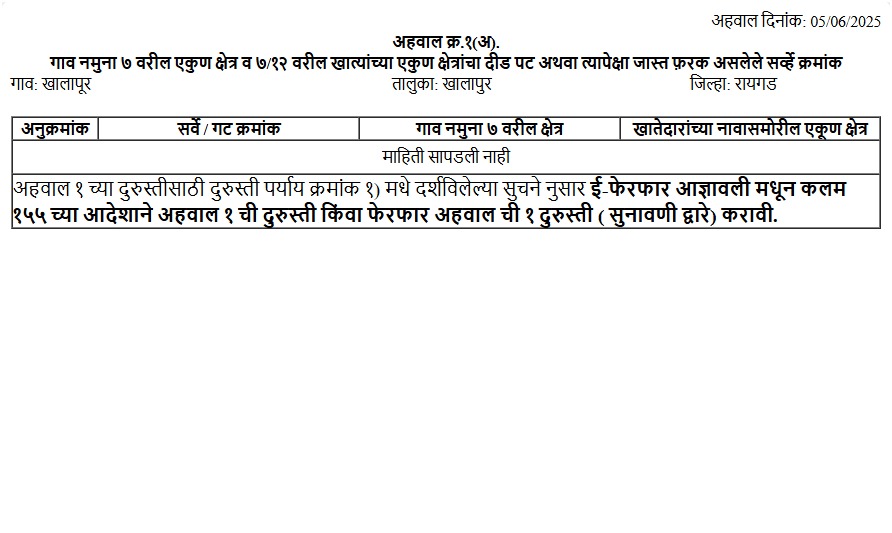 अहवाल दिनांक: 05/06/2025
अहवाल क्र.१(अ).
गाव नमुना ७ वरील एकुण क्षेत्र व ७/१२ वरील खात्यांच्या एकुण क्षेत्रांचा दीड पट अथवा त्यापेक्षा जास्त फ़रक असलेले सर्व्हे क्रमांक
गाव: खालापूर तालुका: खालापुर जिल्हा: रायगड
अनुक्रमांक सर्वे / गट क्रमांक गाव नमुना ७ वरील क्षेत्र खातेदारांच्या नावासमोरील एकूण क्षेत्र
माहिती सापडली नाही
अहवाल १ च्या दुरुस्तीसाठी दुरुस्ती पर्याय क्रमांक १) मधे दर्शविलेल्या सुचने नुसार ई-फेरफार आज्ञावली मधून कलम
१५५ च्या आदेशाने अहवाल १ ची दुरुस्ती किंवा फेरफार अहवाल ची १ दुरुस्ती ( सुनावणी द्वारे) करावी.